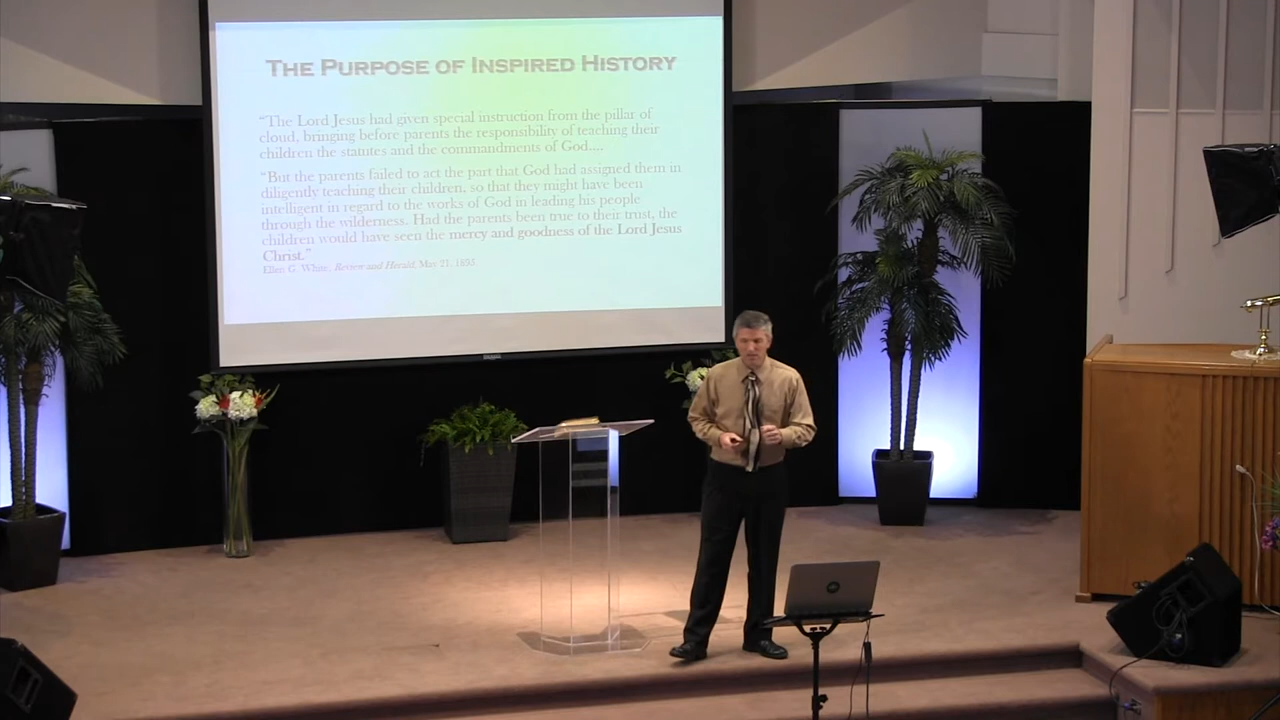 THE PURPOSE OF INSPIRED HISTORY
“The Lord Jesus had given special instruction from the pillar of
cloud, bringing before parents the responsibility of teaching their
children the statutes and the commandments of God....
“But the parents failed to act the part that God had assigned them in
diligently teaching their children, so that they might have been
intelligent in regard to the works of God in leading his people
through the wilderness. Had the parents been true to their trust, the
children would have seen the mercy and goodness of the Lord Jesus
Christ.”
Ellen G. White, Review and Herald, May 21, 1895